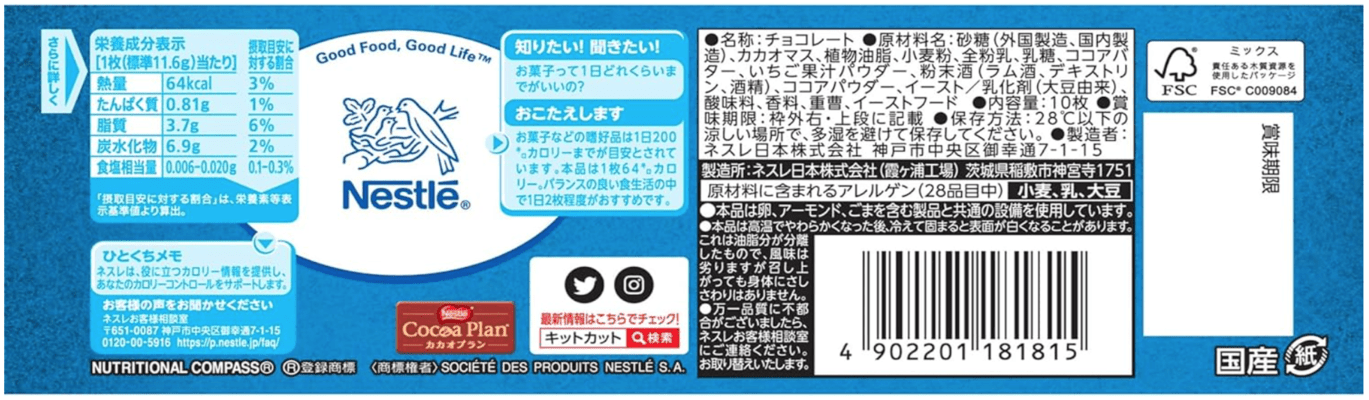 さらに詳しく
栄養成分表示
[1枚(標準11.6g)当たり]
摂取目安に
対する割合
熱量 64kcal 3%
たんぱく質 0.81g 1%
脂質 3.7g 6%
炭水化物 6.9g 2%
食塩相当量 0.006-0.020g 0.1-0.3%
「摂取目安に対する割合」は、栄養素等表
示基準値より算出。
ひとくちメモ
ネスレは、役に立つカロリー情報を提供し、
あなたのカロリーコントロールをサポートします。
お客様の声をお聞かせください
ネスレお客様相談室
〒651-0087 神戸市中央区御幸通7-1-15
0120-00-5916 https://p.nestle.jp/faq/
Good Food, Good Life™
Nestlé®
知りたい! 聞きたい!
お菓子って1日どれくらいま
でがいいの?
おこたえします
お菓子などの嗜好品は1日200
キロカロリーまでが目安とされて
います。本品は1枚64キロカロ
リー。バランスの良い食生活の中
で1日2枚程度がおすすめです。
Nestlé
Cocoa Plan
カカオプラン
最新情報はこちらでチェック!
キットカット 検索
NUTRITIONAL COMPASS® Ⓡ登録商標 〈商標権者〉SOCIÉTÉ DES PRODUITS NESTLÉ S.A.
●名称:チョコレート ●原材料名:砂糖(外国製造、国内製
造)、カカオマス、植物油脂、小麦粉、全粉乳、乳糖、ココアバ
ター、いちご果汁パウダー、粉末酒(ラム酒、デキストリ
ン、酒精)、ココアパウダー、イースト/乳化剤(大豆由来)、
酸味料、香料、重曹、イーストフード ●内容量:10枚 ●賞
味期限:枠外右・上段に記載 ●保存方法:28℃以下の
涼しい場所で、多湿を避けて保存してください。 ●製造者:
ネスレ日本株式会社 神戸市中央区御幸通7-1-15
製造所:ネスレ日本株式会社(霞ヶ浦工場) 茨城県稲敷市神宮寺1751
原材料に含まれるアレルゲン(28品目中) 小麦、乳、大豆
●本品は卵、アーモンド、ごまを含む製品と共通の設備を使用しています。
●本品は高温でやわらかくなった後、冷えて固まると表面が白くなることがあります。
これは油脂分が分離
したもので、風味は
劣りますが召し上
がっても身体にさし
さわりはありません。
●万一品質に不都
合がございましたら、
ネスレお客様相談室
にご連絡ください。
お取り替えいたします。
4 902201 181815
FSC
ミックス
責任ある木質資源を
使用したパッケージ
FSC® C009084
賞味期限
国産 紙